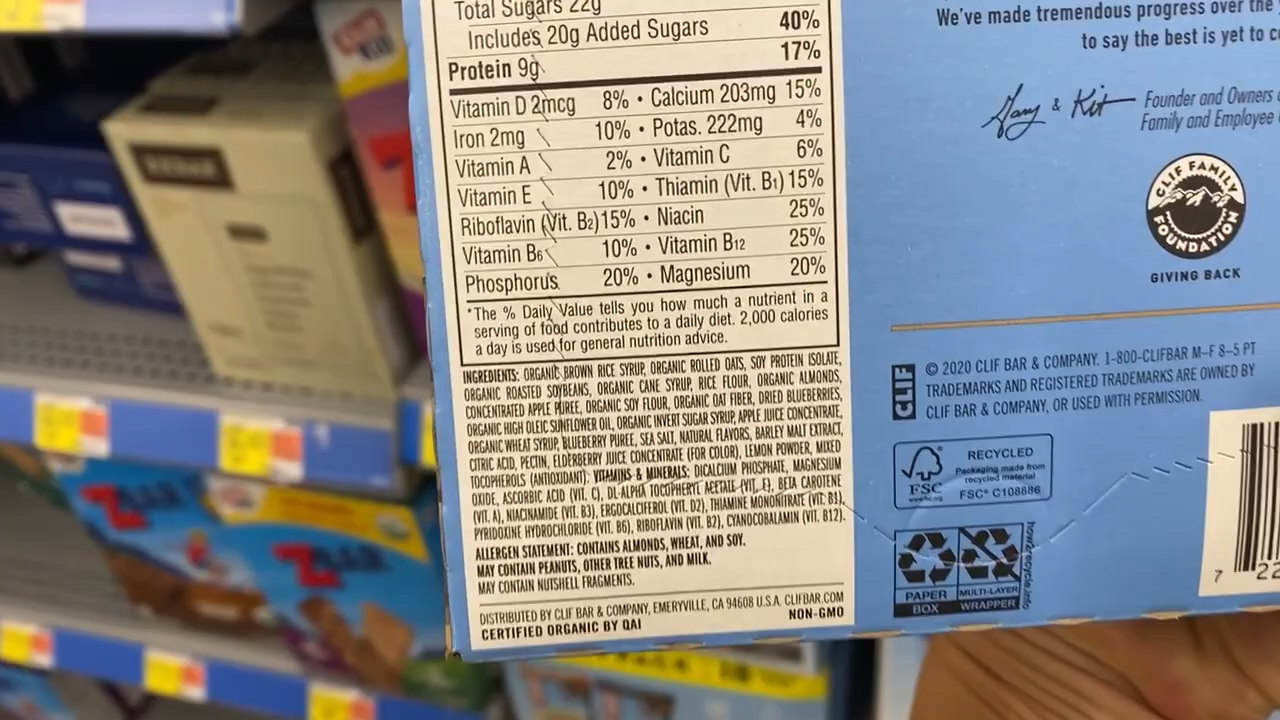 Total Sugars 22g
Includes 20g Added Sugars 40%
Protein 9g 17%
Vitamin D 2mcg 8% • Calcium 203mg 15%
Iron 2mg 10% • Potas. 222mg 4%
Vitamin A 2% • Vitamin C 6%
Vitamin E 10% • Thiamin (Vit. B1) 15%
Riboflavin (Vit. B2) 15% • Niacin 25%
Vitamin B6 10% • Vitamin B12 25%
Phosphorus 20% • Magnesium 20%
*The % Daily Value tells you how much a nutrient in a
serving of food contributes to a daily diet. 2,000 calories
a day is used for general nutrition advice.
INGREDIENTS: ORGANIC BROWN RICE SYRUP, ORGANIC ROLLED OATS, SOY PROTEIN ISOLATE,
ORGANIC ROASTED SOYBEANS, ORGANIC CANE SYRUP, RICE FLOUR, ORGANIC ALMONDS,
CONCENTRATED APPLE PUREE, ORGANIC SOY FLOUR, ORGANIC OAT FIBER, DRIED BLUEBERRIES,
ORGANIC HIGH OLEIC SUNFLOWER OIL, ORGANIC INVERT SUGAR SYRUP, APPLE JUICE CONCENTRATE,
ORGANIC WHEAT SYRUP, BLUEBERRY PUREE, SEA SALT, NATURAL FLAVORS, BARLEY MALT EXTRACT,
CITRIC ACID, PECTIN, ELDERBERRY JUICE CONCENTRATE (FOR COLOR), LEMON POWDER, MIXED
TOCOPHEROLS (ANTIOXIDANT). VITAMINS & MINERALS: DICALCIUM PHOSPHATE, MAGNESIUM
OXIDE, ASCORBIC ACID (VIT. C), DL-ALPHA TOCOPHERYL ACETATE (VIT. E), BETA CAROTENE
(VIT. A), NIACINAMIDE (VIT. B3), ERGOCALCIFEROL (VIT. D2), THIAMINE MONONITRATE (VIT. B1),
PYRIDOXINE HYDROCHLORIDE (VIT. B6), RIBOFLAVIN (VIT. B2), CYANOCOBALAMIN (VIT. B12).
ALLERGEN STATEMENT: CONTAINS ALMONDS, WHEAT, AND SOY.
MAY CONTAIN PEANUTS, OTHER TREE NUTS, AND MILK.
MAY CONTAIN NUTSHELL FRAGMENTS.
DISTRIBUTED BY CLIF BAR & COMPANY, EMERYVILLE, CA 94608 U.S.A. CLIFBAR.COM
CERTIFIED ORGANIC BY QAI NON-GMO
We've made tremendous progress over the
to say the best is yet to
Gary & Kit
Founder and Owners
Family and Employee
CLIF FAMILY
FOUNDATION
GIVING BACK
CLIF
© 2020 CLIF BAR & COMPANY. 1-800-CLIFBAR M–F 8–5 PT
TRADEMARKS AND REGISTERED TRADEMARKS ARE OWNED BY
CLIF BAR & COMPANY, OR USED WITH PERMISSION.
FSC
www.fsc.org
RECYCLED
Packaging made from
recycled material
FSC® C108886
PAPER
BOX
MULTI-LAYER
WRAPPER
how2recycle.info
7 22
ZBAR
ZBAR